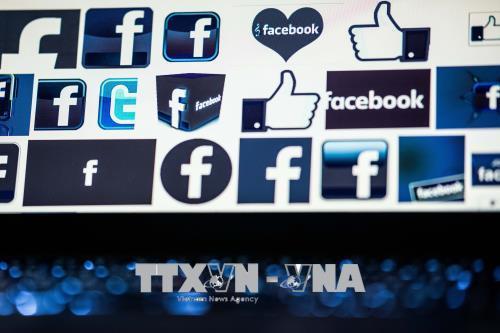 f f f facebook
f f t f facebook facebook f
f f f f f facebook
TTXVN - VNA
Vietnam News Agency